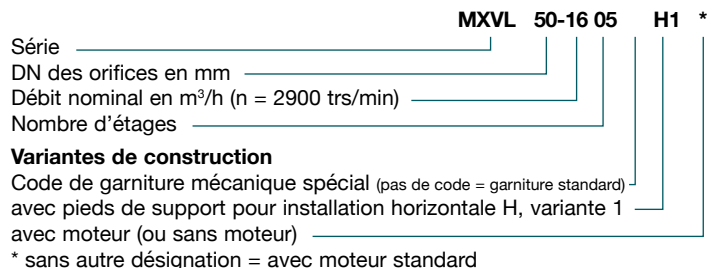 MXVL 50-16 05 H1 *
Série
DN des orifices en mm
Débit nominal en m³/h (n = 2900 trs/min)
Nombre d'étages
Variantes de construction
Code de garniture mécanique spécial (pas de code = garniture standard)
avec pieds de support pour installation horizontale H, variante 1
avec moteur (ou sans moteur)
* sans autre désignation = avec moteur standard